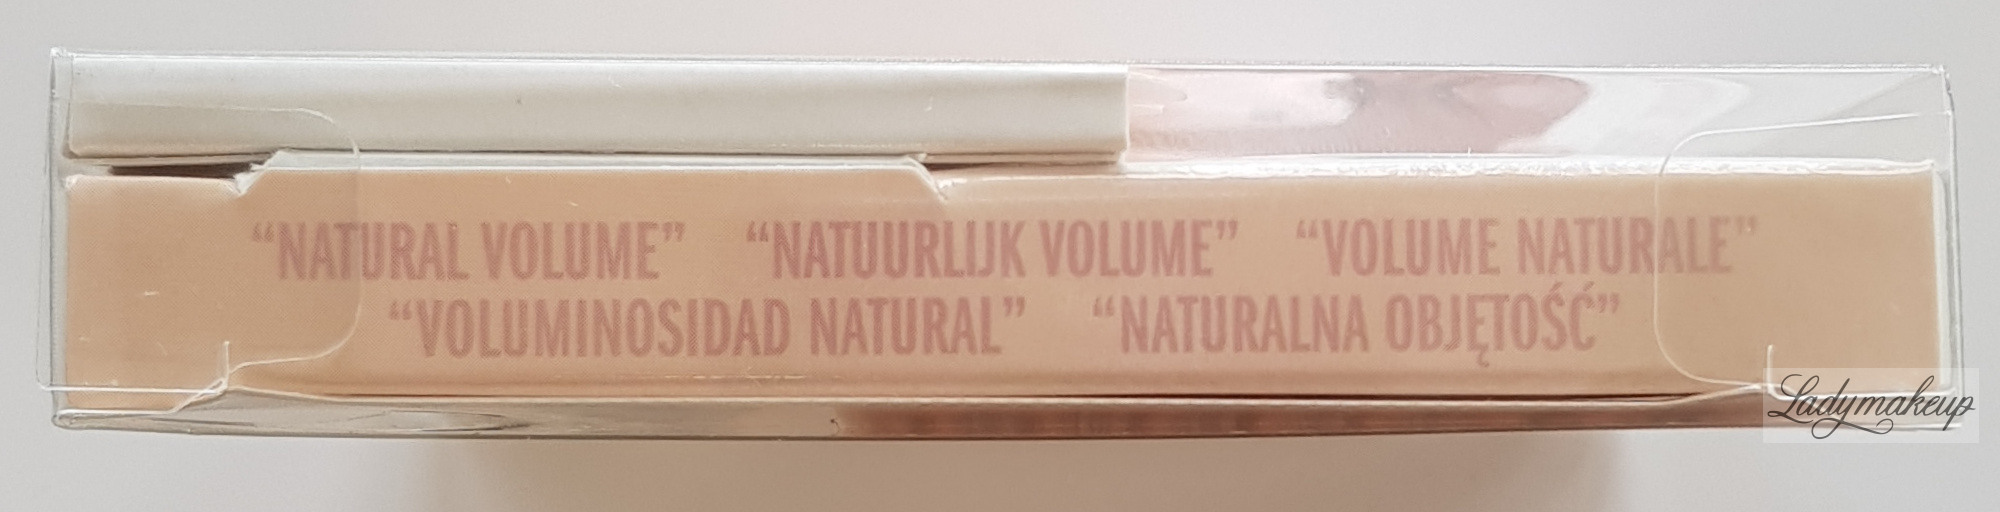 “NATURAL VOLUME” “NATUURLIJK VOLUME” “VOLUME NATURALE”
“VOLUMINOSIDAD NATURAL” “NATURALNA OBJĘTOŚĆ”
Ladymakeup